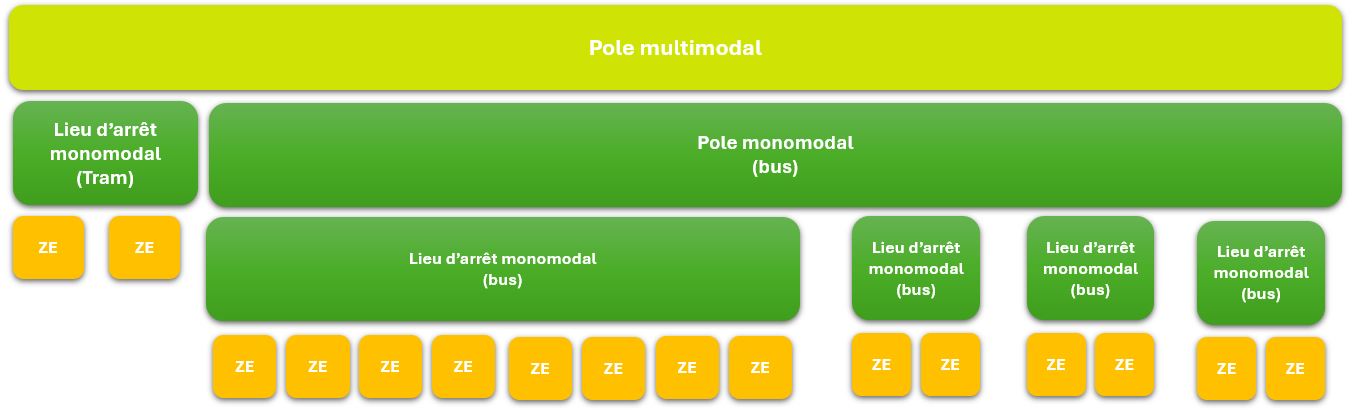 Pole multimodal
Lieu d'arrêt
monomodal
(Tram)
Pole monomodal
(bus)
ZE
ZE
Lieu d'arrêt monomodal
(bus)
Lieu d'arrêt
monomodal
(bus)
Lieu d'arrêt
monomodal
(bus)
Lieu d'arrêt
monomodal
(bus)
ZE
ZE
ZE
ZE
ZE
ZE
ZE
ZE
ZE
ZE
ZE
ZE
ZE
ZE